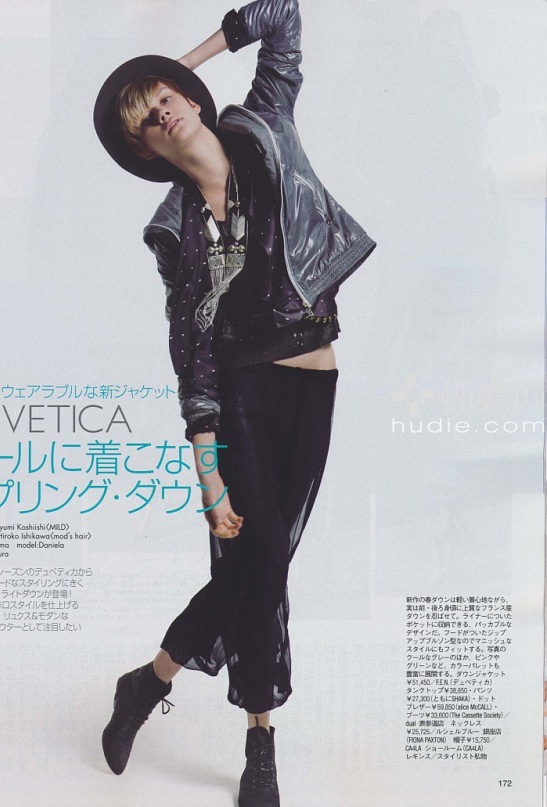 ウェアラブルな新ジャケット
VETICA
ールに着こなす
プリング・ダウン
yumi Koshiishi〈MILD〉
Hiroko Ishikawa〈mod's hair〉
ma model:Daniela
ura
シーズンのデュベティカから
ードなスタイリングにきく
ライトダウンが登場!
辛口スタイルを仕上げる
リュクス&モダンな
ウターとして注目したい
hudie.com
新作の春ダウンは軽い着心地ながら、
実は前・後ろ身頃に上質なフランス産
ダウンを忍ばせて。ライナーについた
ポケットに収納できる、パッカブルな
デザインだ。フードがついたジップ
アップブルゾン型なのでマニッシュな
スタイルにもフィットする。写真の
クールなグレーのほか、ピンクや
グリーンなど、カラーパレットも
豊富に展開する。ダウンジャケット
¥51,450/F.E.N.(デュベティカ)
タンクトップ¥38,850・パンツ
¥27,300(ともにSHAKA)・ドット
ブレザー¥59,850(alice McCALL)・
ブーツ¥33,600(The Cassette Society)/
dual 表参道店 ネックレス
¥25,725/ルシェルブルー 銀座店
(FIONA PAXTON) 帽子¥15,750/
CA4LA ショールーム(CA4LA)
レギンス/スタイリスト私物
172